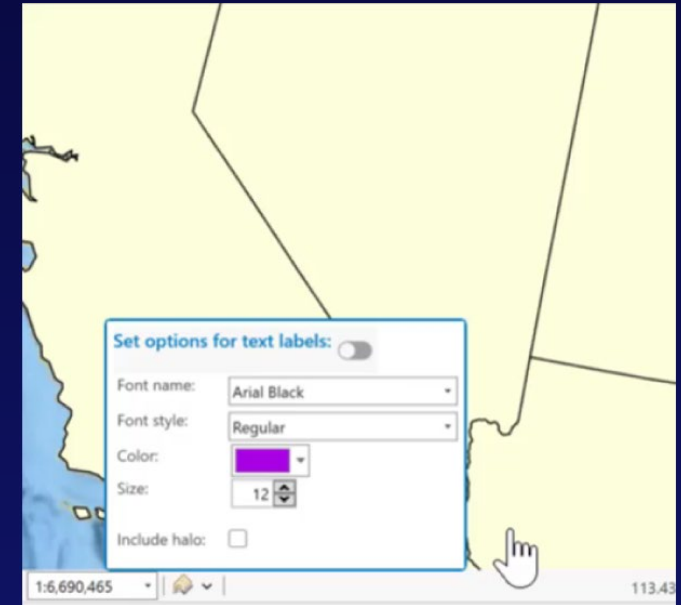 Set options for text labels:
Font name: Arial Black
Font style: Regular
Color:
Size: 12
Include halo:
1:6,690,465
113.43